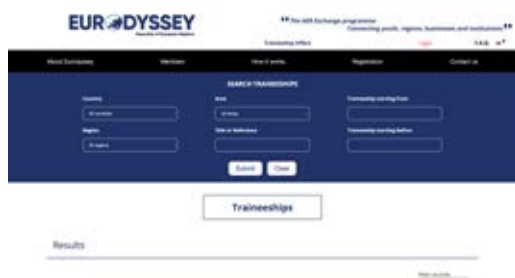 EURODYSSEY
Assembly of European Regions
“ The AER Exchange programme
Connecting youth, regions, businesses and institutions ”
Traineeship Offers
Login
F.A.Q.
About Eurodyssey
Members
How it works
Registration
Contact us
SEARCH TRAINEESHIPS
Country
Area
Traineeship starting from
All countries
All Areas
Region
Title or Reference
Traineeship starting before
All regions
Submit
Clear
Traineeships
Results